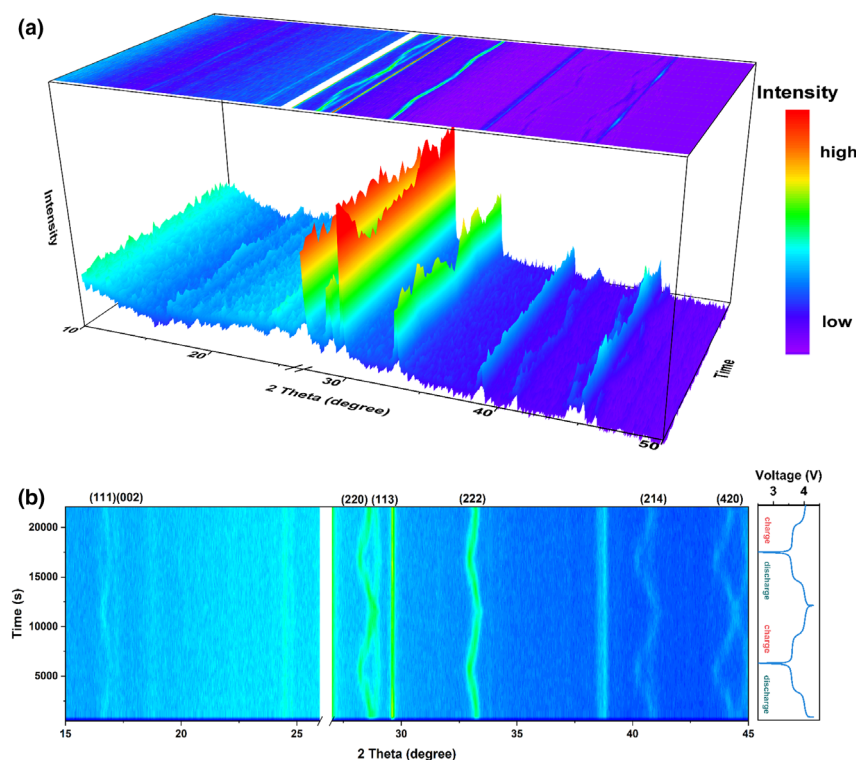 (a)
Intensity
high
low
Intensity
10
20
30
40
50
2 Theta (degree)
Time
(b)
(111)(002)
(220) (113)
(222)
(214)
(420)
Voltage (V)
3 4
20000
15000
10000
5000
Time (s)
charge
discharge
charge
discharge
15 20 25 30 35 40 45
2 Theta (degree)